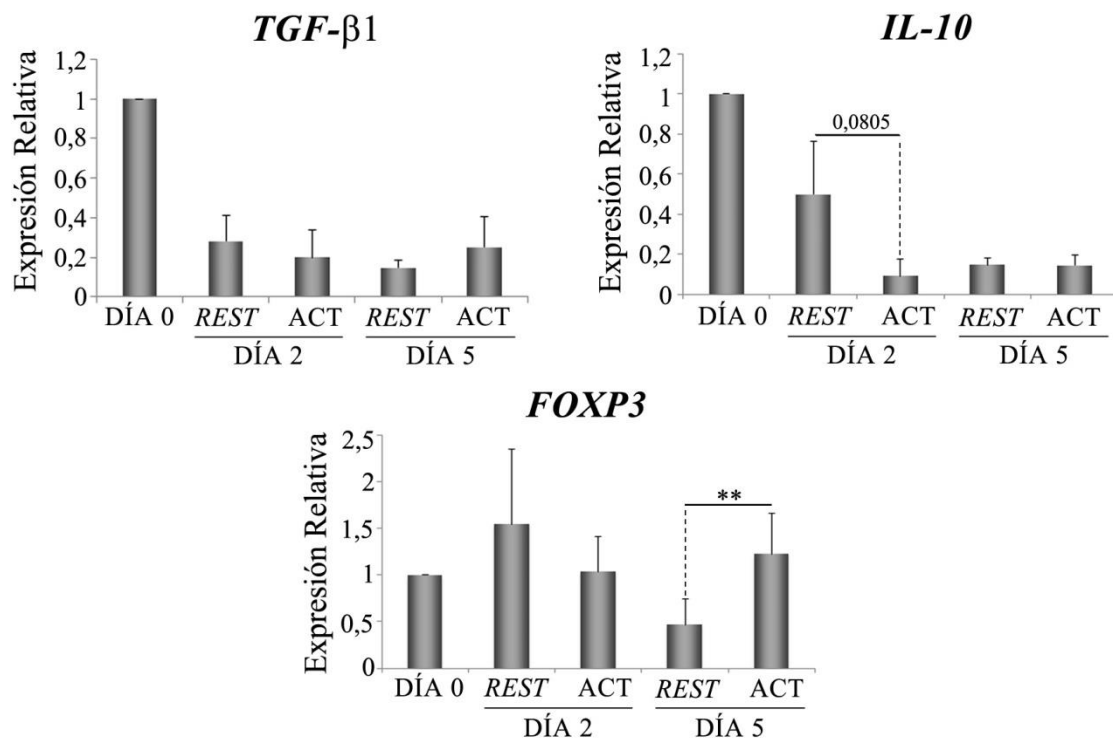 TGF-β1
Expresión Relativa
1,2
1
0,8
0,6
0,4
0,2
0
DÍA 0 REST ACT REST ACT
DÍA 2 DÍA 5
IL-10
Expresión Relativa
1,2
1
0,8
0,6
0,4
0,2
0
0,0805
DÍA 0 REST ACT REST ACT
DÍA 2 DÍA 5
FOXP3
Expresión Relativa
2,5
2
1,5
1
0,5
0
**
DÍA 0 REST ACT REST ACT
DÍA 2 DÍA 5